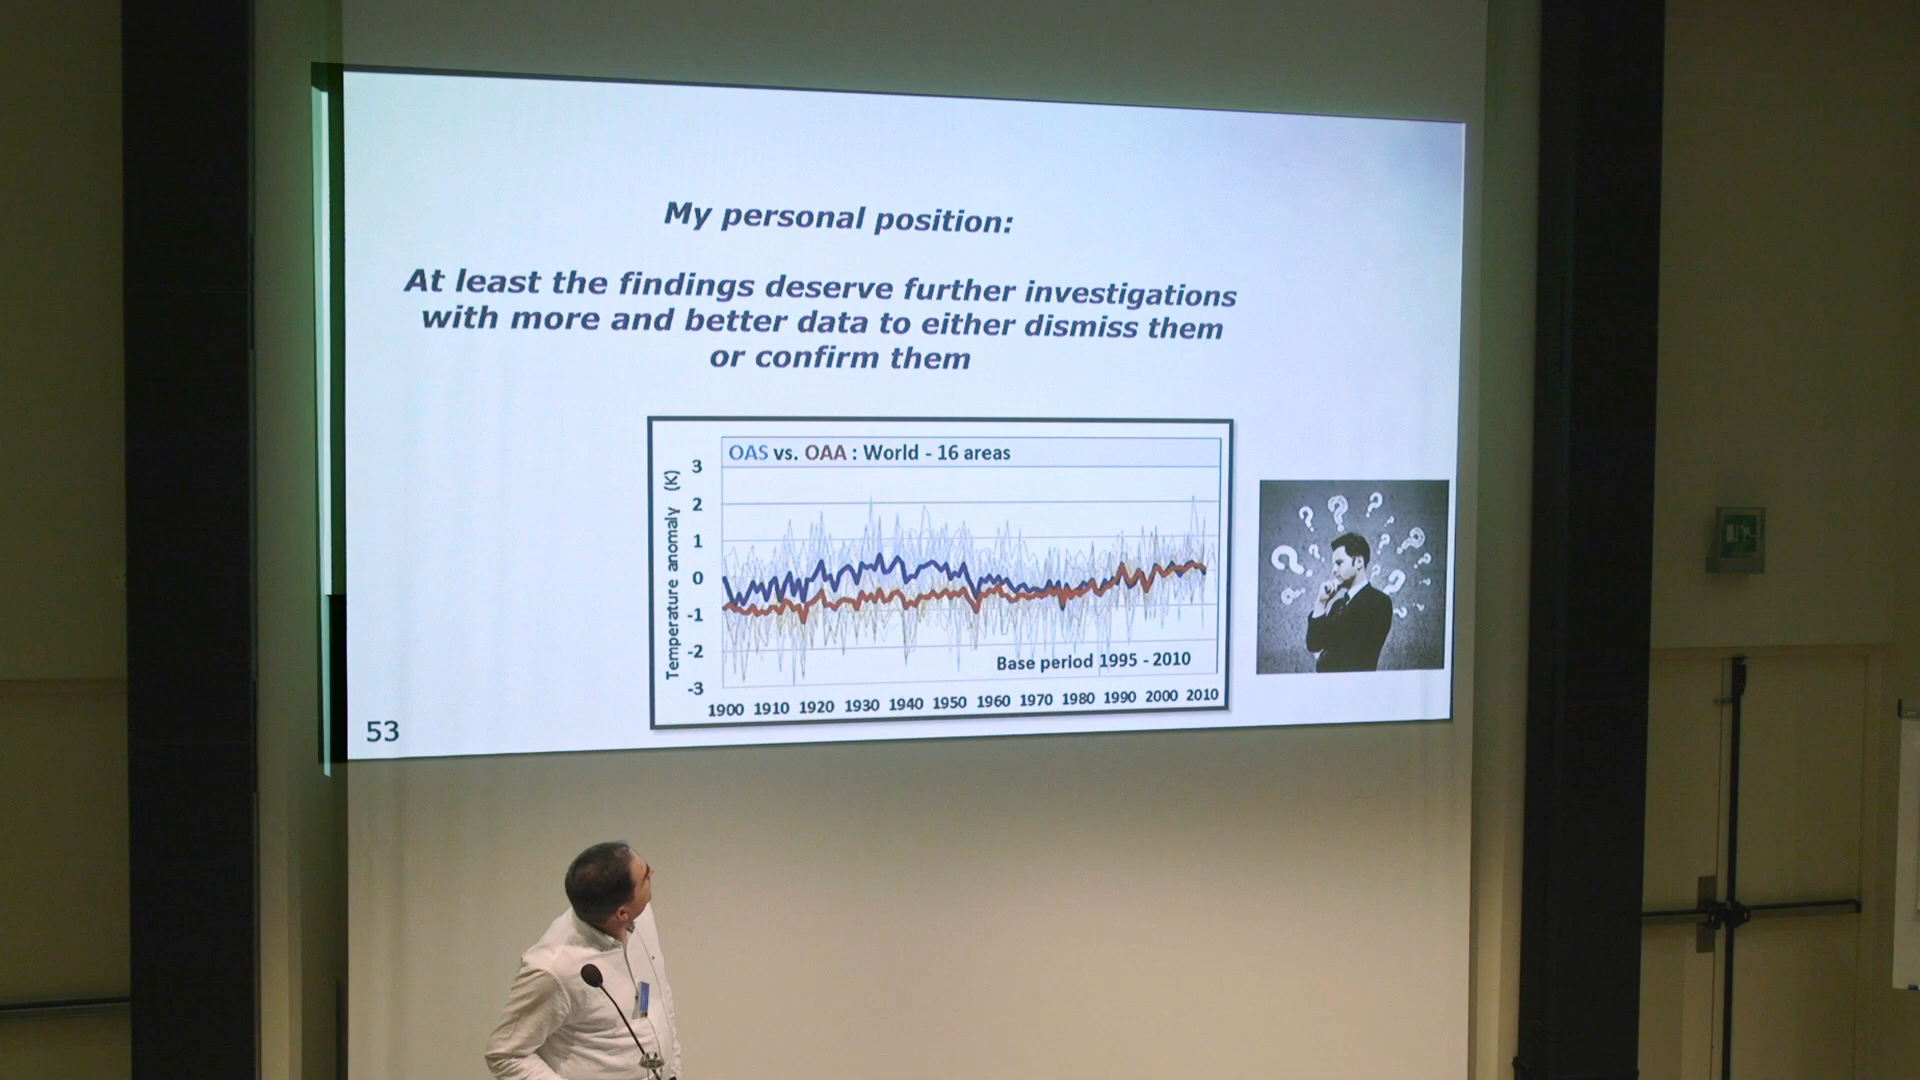 My personal position:
At least the findings deserve further investigations
with more and better data to either dismiss them
or confirm them
OAS vs. OAA : World - 16 areas
Temperature anomaly (K)
3
2
1
0
-1
-2
-3
Base period 1995 - 2010
1900 1910 1920 1930 1940 1950 1960 1970 1980 1990 2000 2010
53